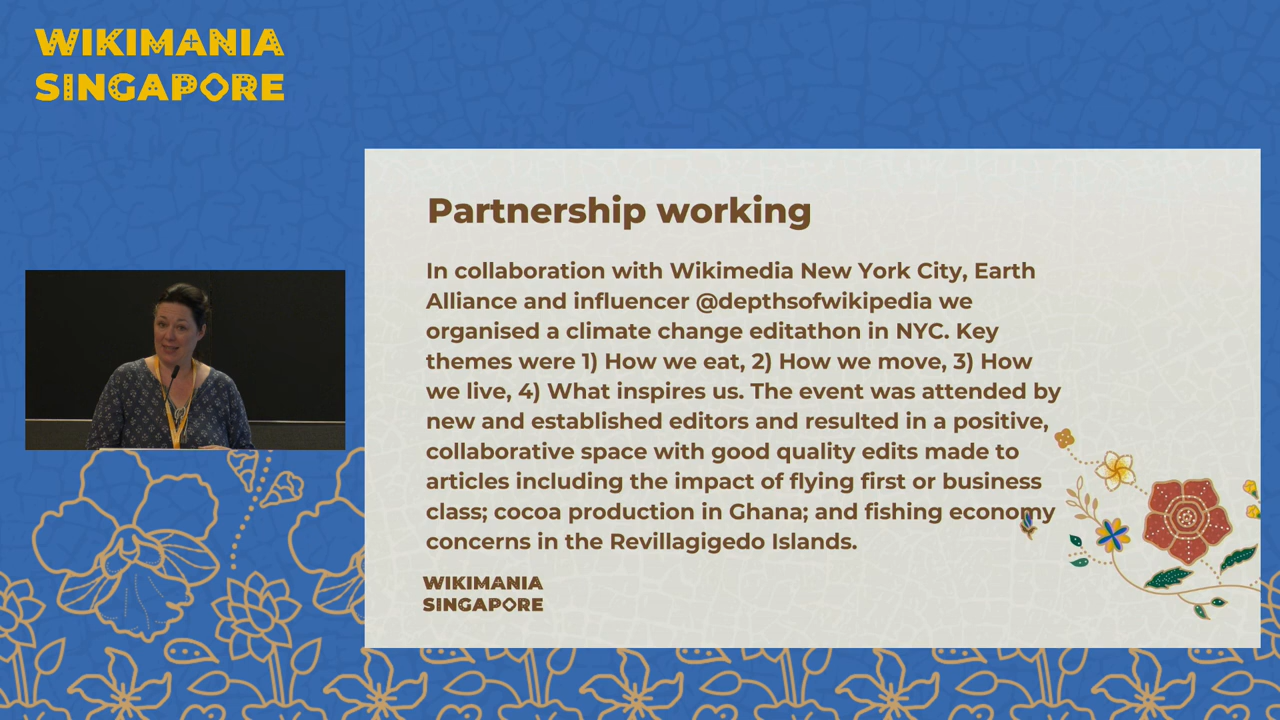 WIKIMANIA
SINGAPORE
Partnership working
In collaboration with Wikimedia New York City, Earth
Alliance and influencer @depthsofwikipedia we
organised a climate change editathon in NYC. Key
themes were 1) How we eat, 2) How we move, 3) How
we live, 4) What inspires us. The event was attended by
new and established editors and resulted in a positive,
collaborative space with good quality edits made to
articles including the impact of flying first or business
class; cocoa production in Ghana; and fishing economy
concerns in the Revillagigedo Islands.
WIKIMANIA
SINGAPORE